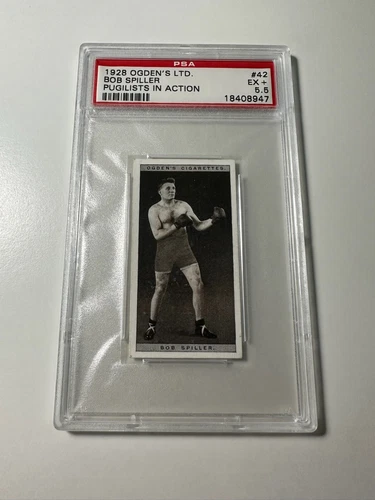 PSA
1928 OGDEN'S LTD. #42
BOB SPILLER EX +
PUGILISTS IN ACTION 5.5
18408947
OGDEN'S CIGARETTES.
BOB SPILLER.